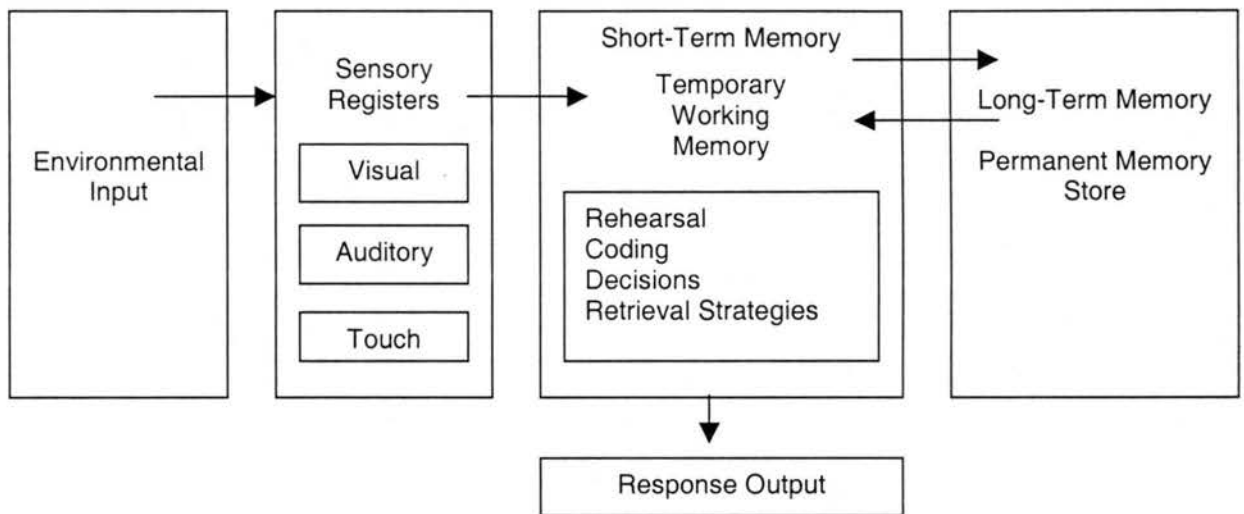 Environmental
Input
Sensory
Registers
Visual
Auditory
Touch
Short-Term Memory
Temporary
Working
Memory
Rehearsal
Coding
Decisions
Retrieval Strategies
Long-Term Memory
Permanent Memory
Store
Response Output